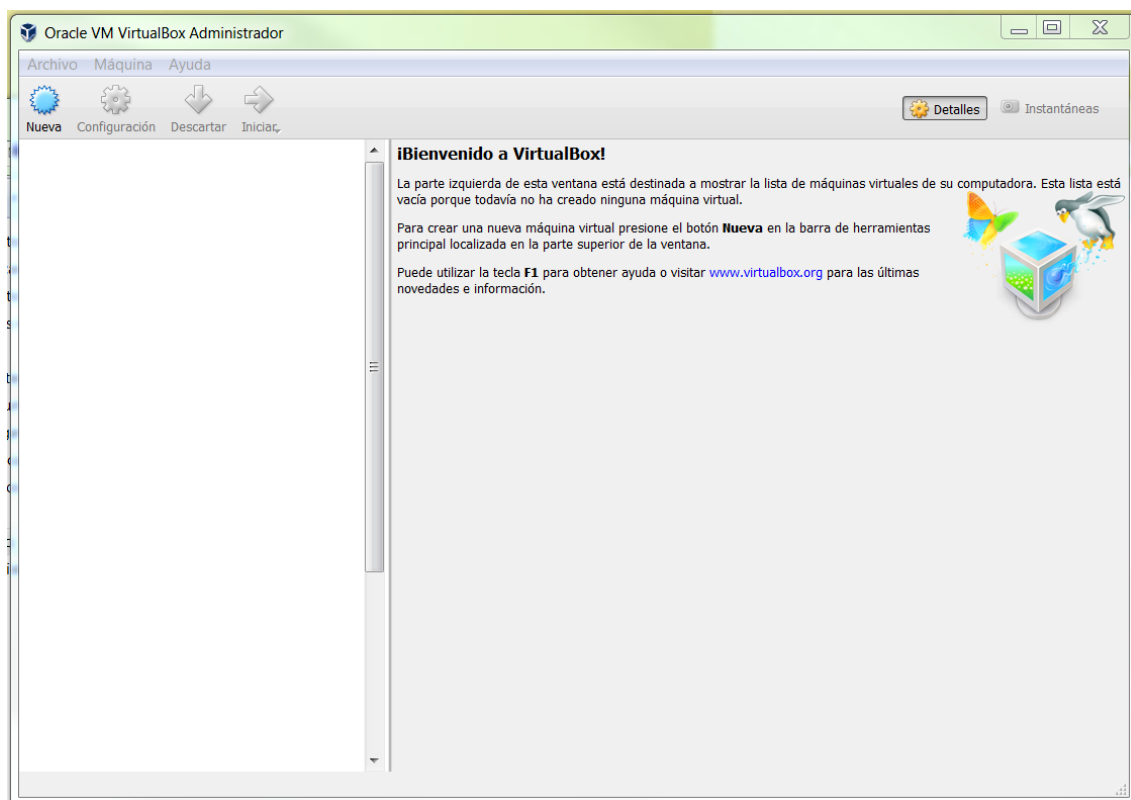 Oracle VM VirtualBox Administrador
Archivo Máquina Ayuda
Nueva Configuración Descartar Iniciar
Detalles Instantáneas
¡Bienvenido a VirtualBox!
La parte izquierda de esta ventana está destinada a mostrar la lista de máquinas virtuales de su computadora. Esta lista está
vacía porque todavía no ha creado ninguna máquina virtual.
Para crear una nueva máquina virtual presione el botón Nueva en la barra de herramientas
principal localizada en la parte superior de la ventana.
Puede utilizar la tecla F1 para obtener ayuda o visitar www.virtualbox.org para las últimas
novedades e información.